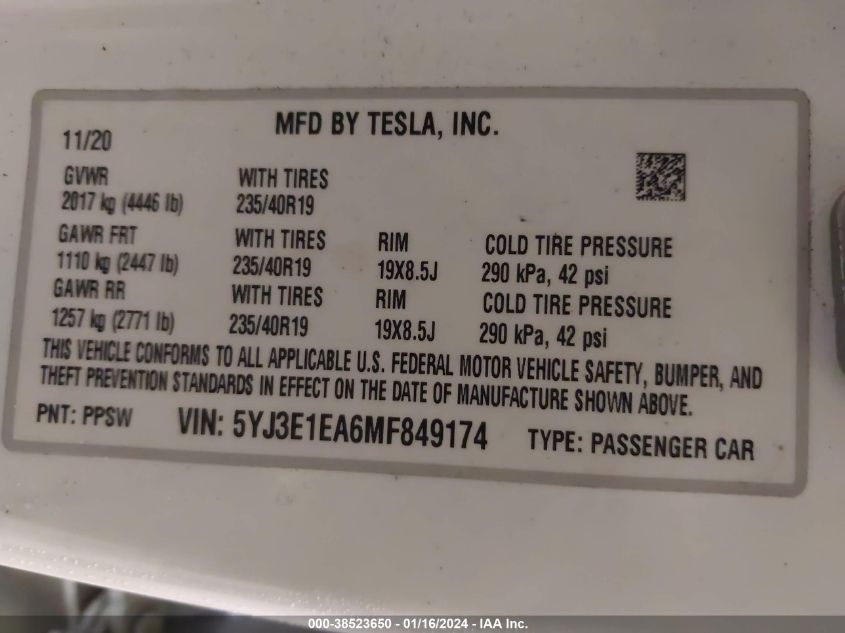 MFD BY TESLA, INC.
11/20
GVWR WITH TIRES
2017 kg (4446 lb) 235/40R19
GAWR FRT WITH TIRES RIM COLD TIRE PRESSURE
1110 kg (2447 lb) 235/40R19 19X8.5J 290 kPa, 42 psi
GAWR RR WITH TIRES RIM COLD TIRE PRESSURE
1257 kg (2771 lb) 235/40R19 19X8.5J 290 kPa, 42 psi
THIS VEHICLE CONFORMS TO ALL APPLICABLE U.S. FEDERAL MOTOR VEHICLE SAFETY, BUMPER, AND
THEFT PREVENTION STANDARDS IN EFFECT ON THE DATE OF MANUFACTURE SHOWN ABOVE.
PNT: PPSW VIN: 5YJ3E1EA6MF849174 TYPE: PASSENGER CAR
000-38523650 - 01/16/2024 - IAA Inc.